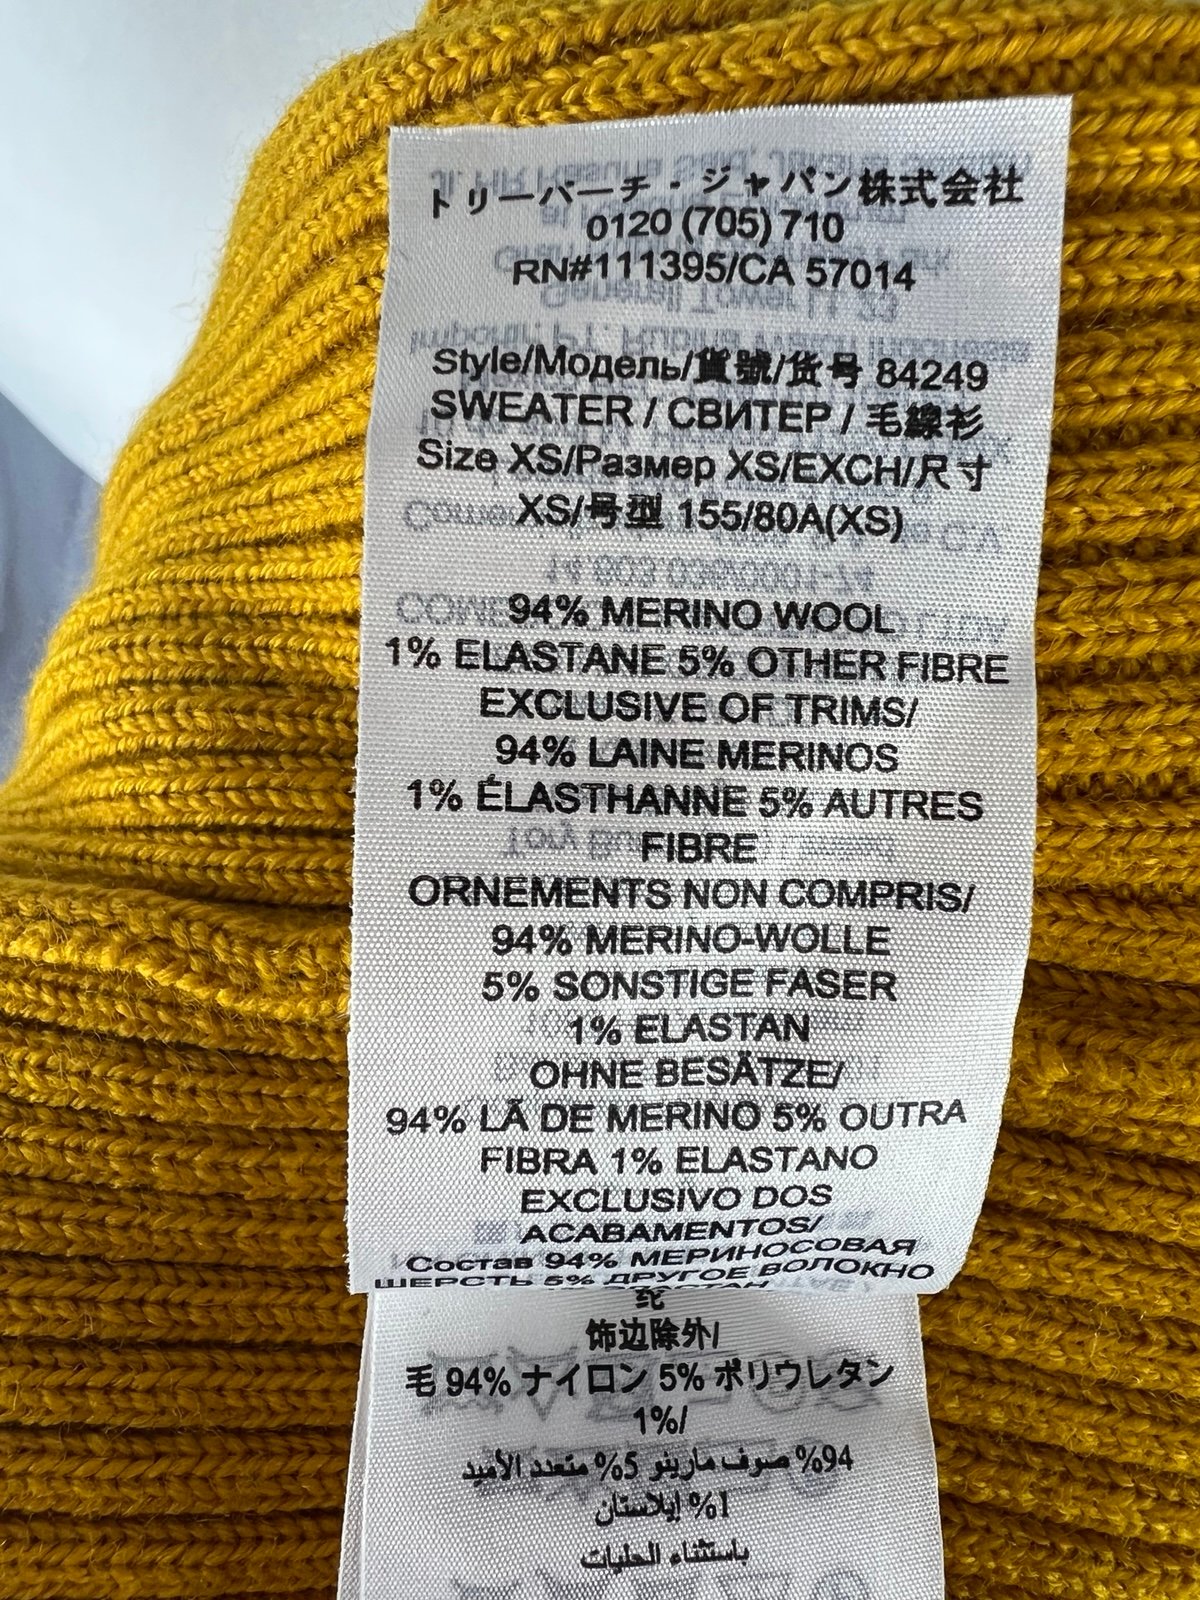 トリーバーチ・ジャパン株式会社
0120 (705) 710
RN#111395/CA 57014
Style/Модель/貨號/货号 84249
SWEATER / СВИТЕР / 毛線衫
Size XS/Размер XS/EXCH/尺寸
XS/号型 155/80A(XS)
94% MERINO WOOL
1% ELASTANE 5% OTHER FIBRE
EXCLUSIVE OF TRIMS/
94% LAINE MERINOS
1% ÉLASTHANNE 5% AUTRES
FIBRE
ORNEMENTS NON COMPRIS/
94% MERINO-WOLLE
5% SONSTIGE FASER
1% ELASTAN
OHNE BESÄTZE/
94% LÃ DE MERINO 5% OUTRA
FIBRA 1% ELASTANO
EXCLUSIVO DOS
ACABAMENTOS/
Состав 94% МЕРИНОСОВАЯ
ШЕРСТЬ 5% ДРУГОЕ ВОЛОКНО
纶
饰边除外/
毛 94% ナイロン 5% ポリウレタン
1%/
94% صوف مارينو 5% متعدد الأميد
1% إيلاستان
باستثناء الحليات